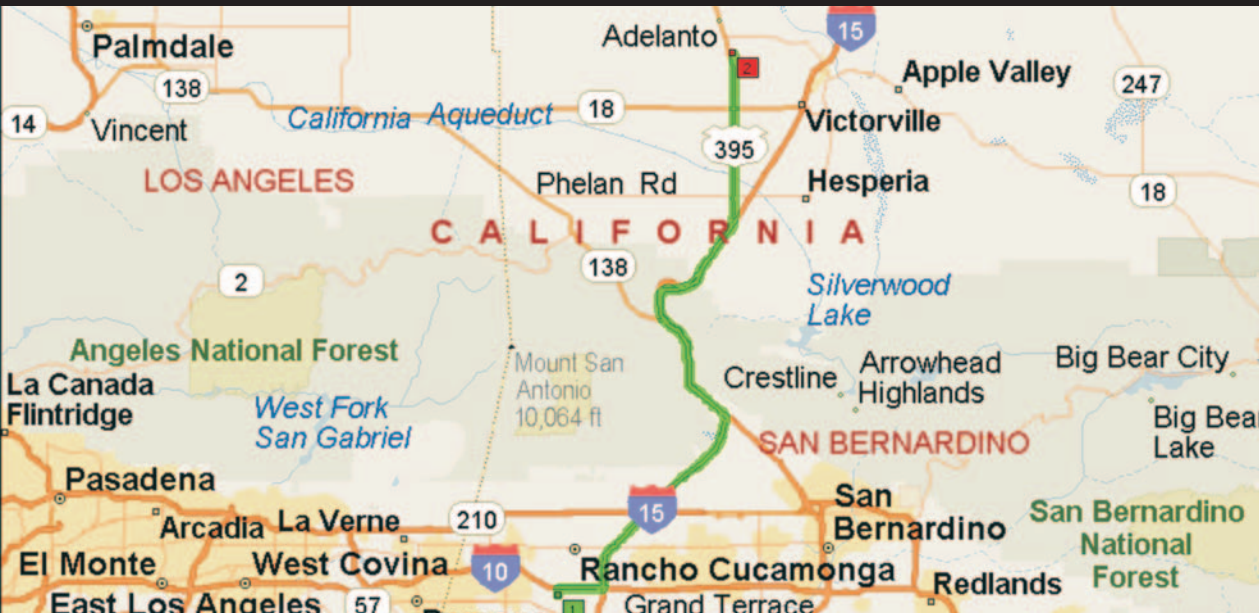 15
Adelanto
2
Palmdale
138
Apple Valley
247
14
Vincent
California Aqueduct
18
Victorville
395
LOS ANGELES
Phelan Rd
Hesperia
18
CALIFORNIA
2
138
Silverwood
Lake
Angeles National Forest
Mount San
Antonio
10,064 ft
La Canada
Flintridge
West Fork
San Gabriel
Crestline
Arrowhead
Highlands
Big Bear City
Big Bea
Lake
SAN BERNARDINO
Pasadena
Arcadia
La Verne
210
15
San
Bernardino
San Bernardino
National
Forest
El Monte
West Covina
10
Rancho Cucamonga
Redlands
East Los Angeles
57
1
Grand Terrace